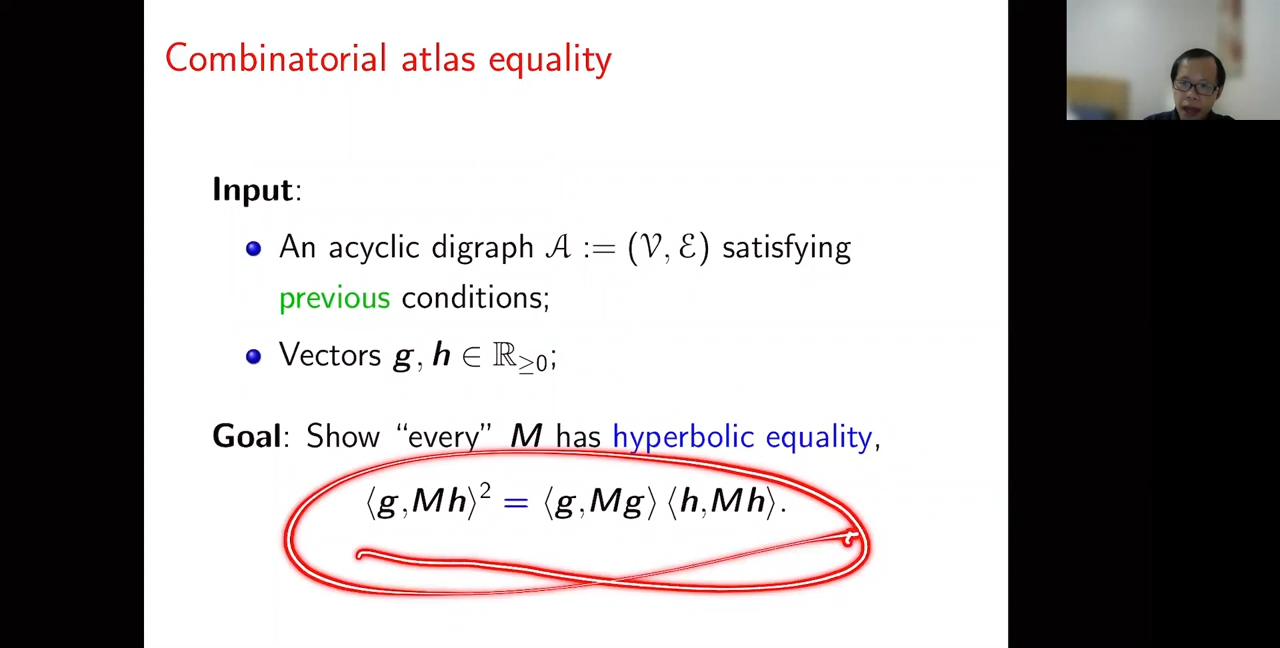 Combinatorial atlas equality
Input:
An acyclic digraph 𝒜 := (𝒱, ℰ) satisfying
previous conditions;
Vectors g, h ∈ ℝ≥0;
Goal: Show “every” M has hyperbolic equality,
⟨g, Mh⟩² = ⟨g, Mg⟩ ⟨h, Mh⟩.